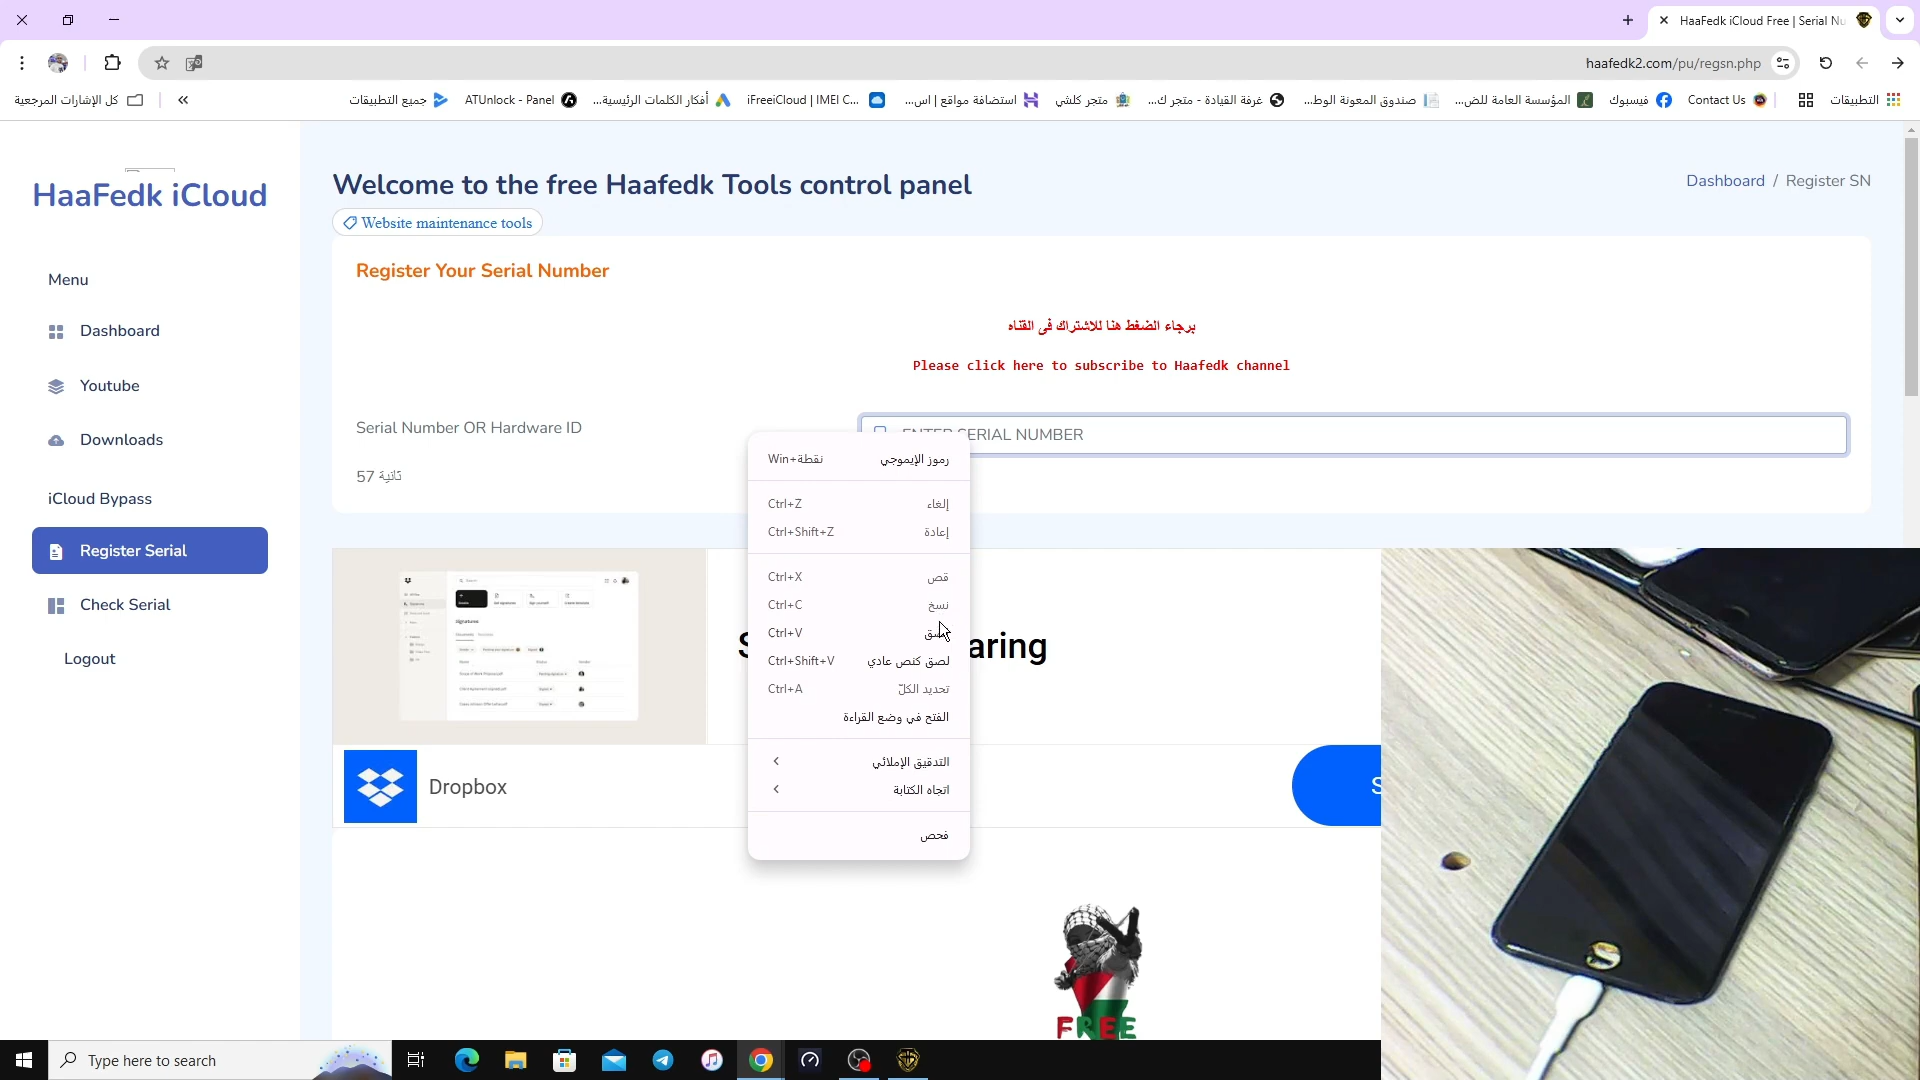 HaaFedk iCloud Free | Serial Nu
haafedk2.com/pu/regsn.php
التطبيقات
Contact Us
فيسبوك
المؤسسة العامة للض...
صندوق المعونة الوط...
غرفة القيادة - متجر ك...
متجر كلشي
استضافة مواقع | اس...
iFreeiCloud | IMEI C...
أفكار الكلمات الرئيسية...
ATUnlock - Panel
جميع التطبيقات
«
كل الإشارات المرجعية
HaaFedk iCloud
Menu
Dashboard
Youtube
Downloads
iCloud Bypass
Register Serial
Check Serial
Logout
Welcome to the free Haafedk Tools control panel
Dashboard / Register SN
Website maintenance tools
Register Your Serial Number
برجاء الضغط هنا للاشتراك فى القناه
Please click here to subscribe to Haafedk channel
Serial Number OR Hardware ID
ENTER SERIAL NUMBER
57 ثانية
رموز الإيموجي Win+نقطة
إلغاء Ctrl+Z
إعادة Ctrl+Shift+Z
قص Ctrl+X
نسخ Ctrl+C
لصق Ctrl+V
لصق كنص عادي Ctrl+Shift+V
تحديد الكلّ Ctrl+A
الفتح في وضع القراءة
التدقيق الإملائي
اتجاه الكتابة
فحص
Signatures
Dropbox
FREE
Type here to search